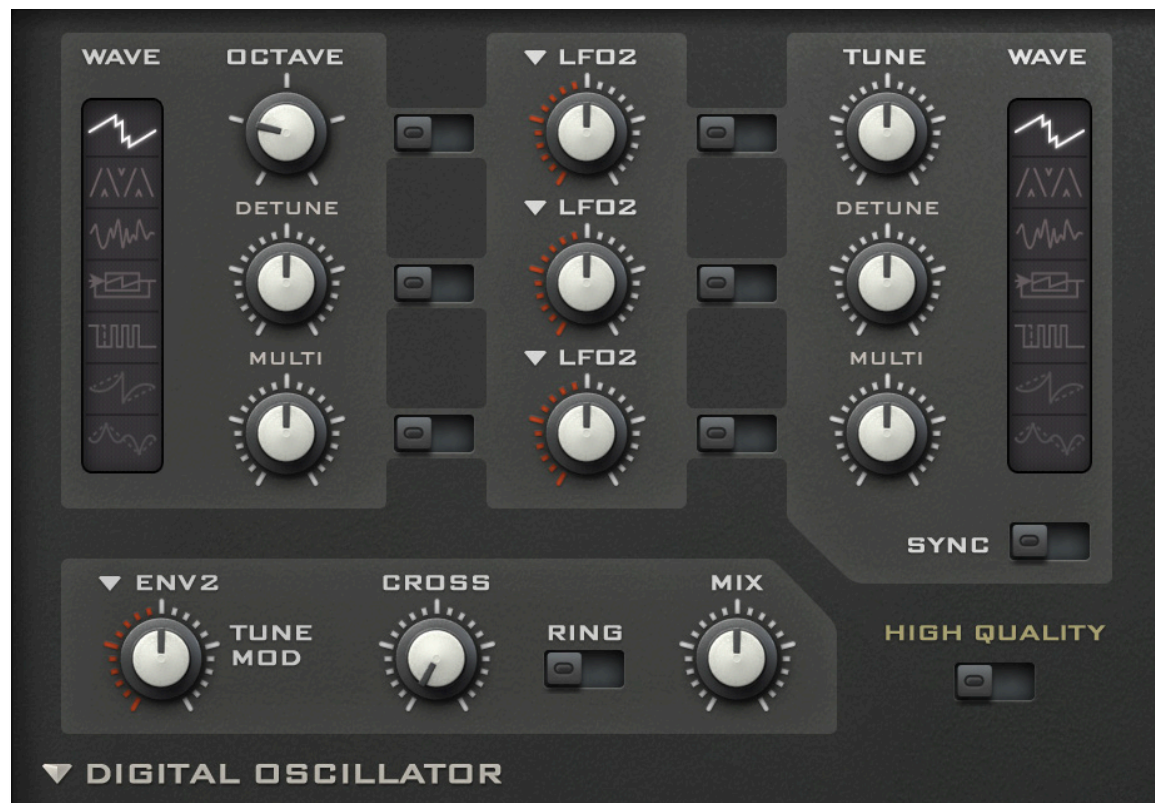 WAVE
OCTAVE
LFO2
TUNE
WAVE
DETUNE
LFO2
DETUNE
MULTI
LFO2
MULTI
SYNC
ENV2
CROSS
MIX
TUNE
MOD
RING
HIGH QUALITY
DIGITAL OSCILLATOR